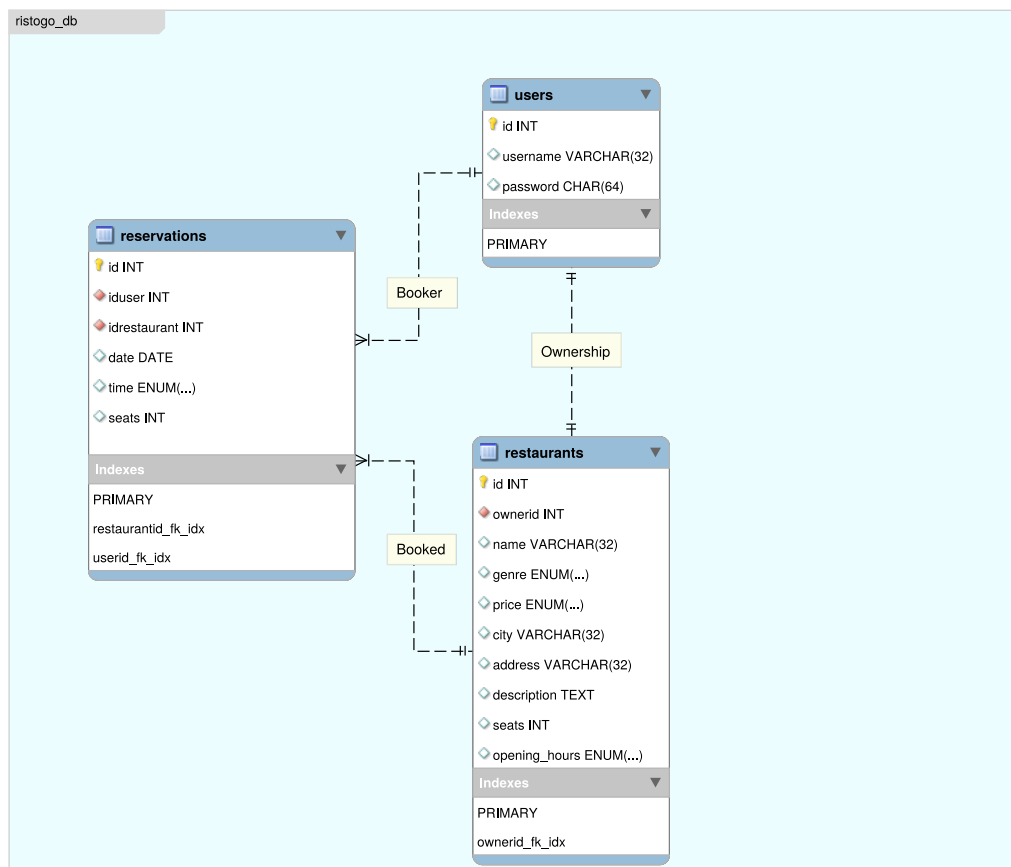 ristogo_db
users
id INT
username VARCHAR(32)
password CHAR(64)
Indexes
PRIMARY
reservations
id INT
iduser INT
idrestaurant INT
date DATE
time ENUM(...)
seats INT
Indexes
PRIMARY
restaurantid_fk_idx
userid_fk_idx
Booker
Ownership
Booked
restaurants
id INT
ownerid INT
name VARCHAR(32)
genre ENUM(...)
price ENUM(...)
city VARCHAR(32)
address VARCHAR(32)
description TEXT
seats INT
opening_hours ENUM(...)
Indexes
PRIMARY
ownerid_fk_idx